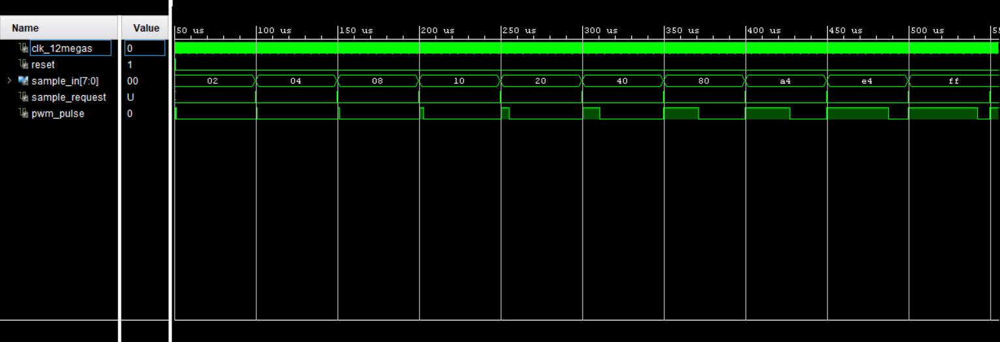 Name Value
50 us 100 us 150 us 200 us 250 us 300 us 350 us 400 us 450 us 500 us
clk_12megas 0
reset 1
sample_in[7:0] 00 02 04 08 10 20 40 80 a4 e4 ff
sample_request U
pwm_pulse 0